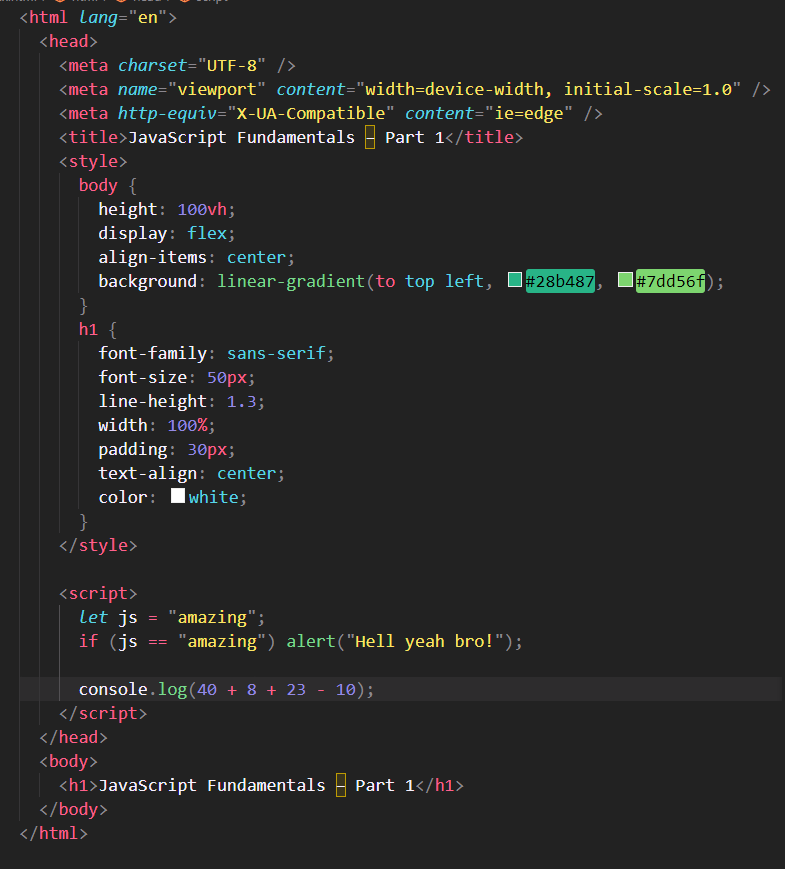 <html lang="en">
<head>
<meta charset="UTF-8" />
<meta name="viewport" content="width=device-width, initial-scale=1.0" />
<meta http-equiv="X-UA-Compatible" content="ie=edge" />
<title>JavaScript Fundamentals – Part 1</title>
<style>
body {
height: 100vh;
display: flex;
align-items: center;
background: linear-gradient(to top left, #28b487, #7dd56f);
}
h1 {
font-family: sans-serif;
font-size: 50px;
line-height: 1.3;
width: 100%;
padding: 30px;
text-align: center;
color: white;
}
</style>
<script>
let js = "amazing";
if (js == "amazing") alert("Hell yeah bro!");
console.log(40 + 8 + 23 - 10);
</script>
</head>
<body>
<h1>JavaScript Fundamentals – Part 1</h1>
</body>
</html>